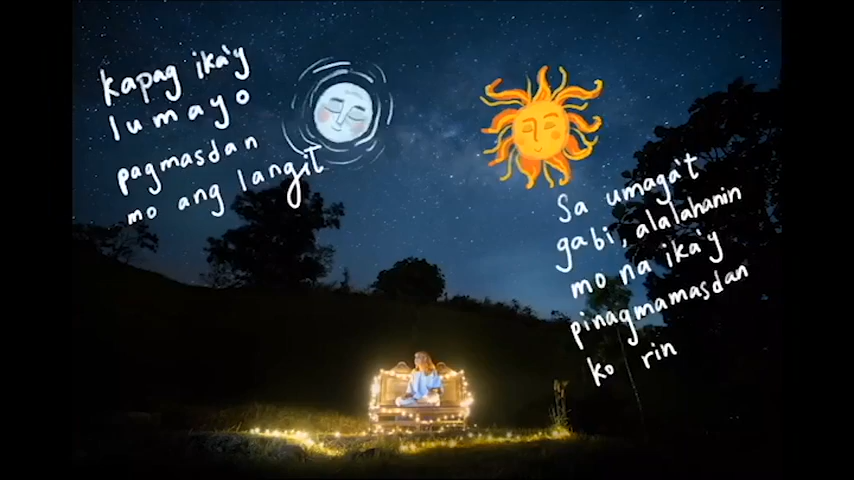 kapag ika'y
lumayo
pagmasdan
mo ang langit
Sa umaga't
gabi, alalahanin
mo na ika'y
pinagmamasdan
ko rin